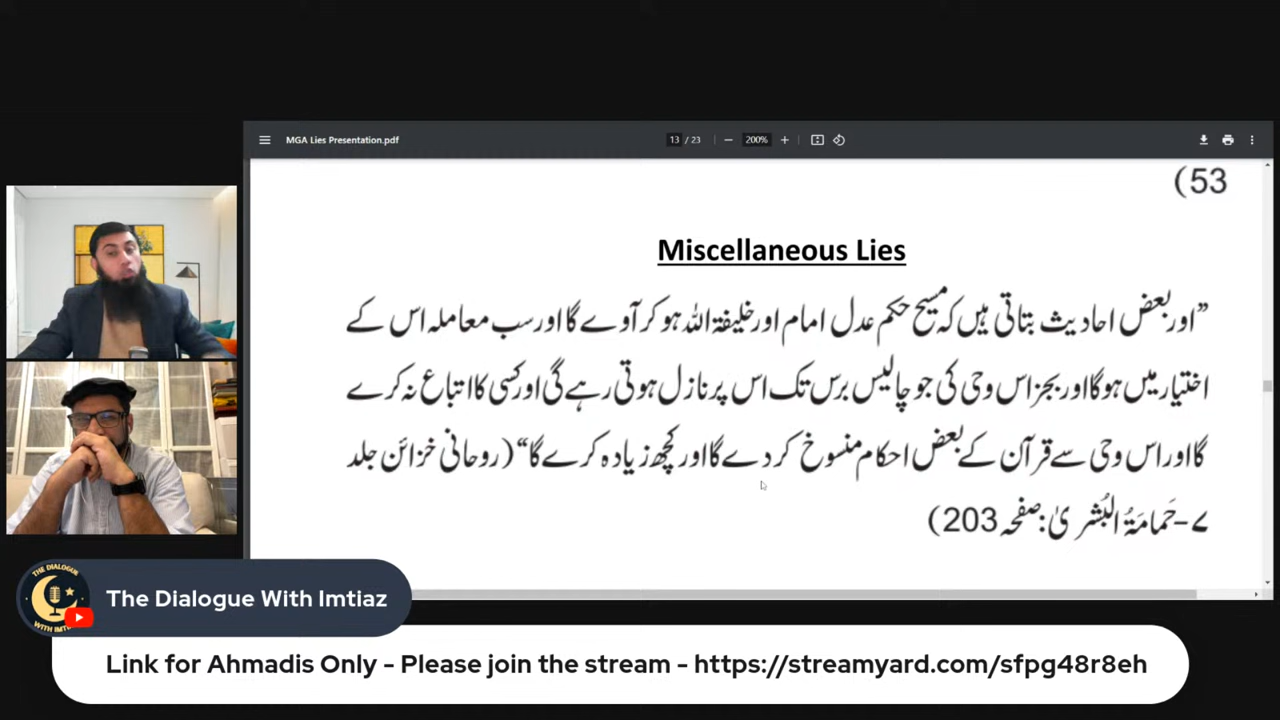 MGA Lies Presentation.pdf
13 / 23
200%
(53
Miscellaneous Lies
”اور بعض احادیث بتاتی ہیں کہ مسیح حکم عدل امام اور خلیفۃ اللہ ہو کر آوے گا اور سب معاملہ اس کے
اختیار میں ہوگا اور بجز اس وحی کی جو چالیس برس تک اس پر نازل ہوتی رہے گی اور کسی کا اتباع نہ کرے
گا اور اس وحی سے قرآن کے بعض احکام منسوخ کر دے گا اور کچھ زیادہ کرے گا“ (روحانی خزائن جلد
۷-حَمامَۃُ البُشریٰ: صفحہ 203)
THE DIALOGUE
WITH IMTIAZ
The Dialogue With Imtiaz
Link for Ahmadis Only - Please join the stream - https://streamyard.com/sfpg48r8eh